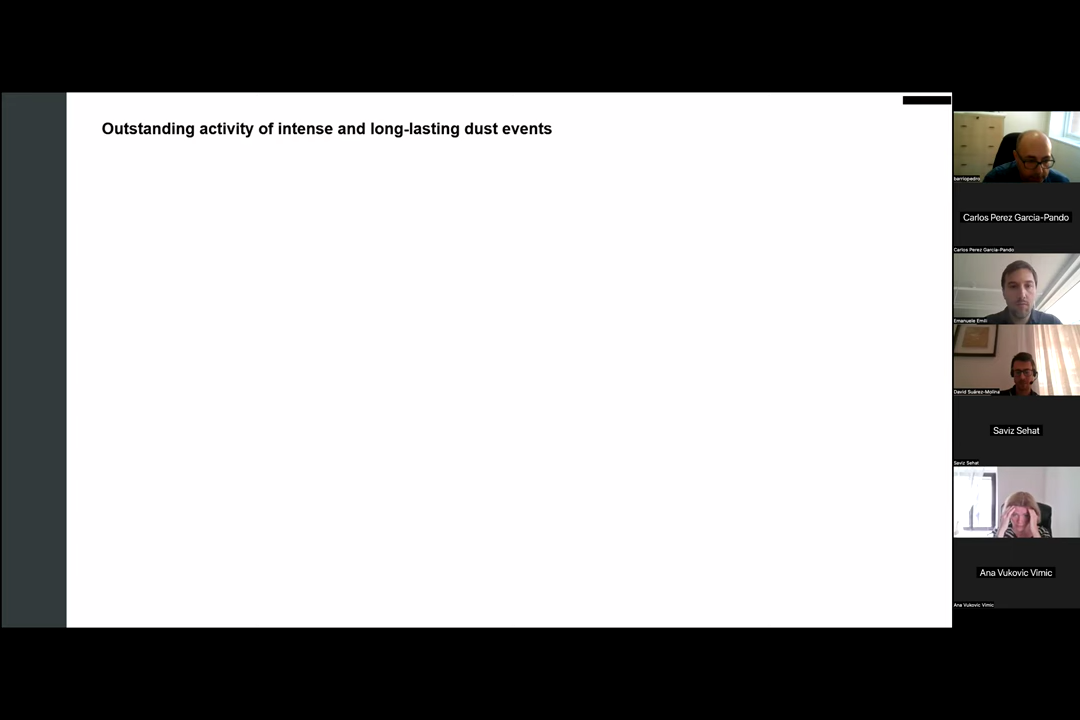 Outstanding activity of intense and long-lasting dust events
barriopedro
Carlos Perez Garcia-Pando
Carlos Perez Garcia-Pando
Emanuele Emili
David Suárez-Molina
Saviz Sehat
Saviz Sehat
Ana Vukovic Vimic
Ana Vukovic Vimic